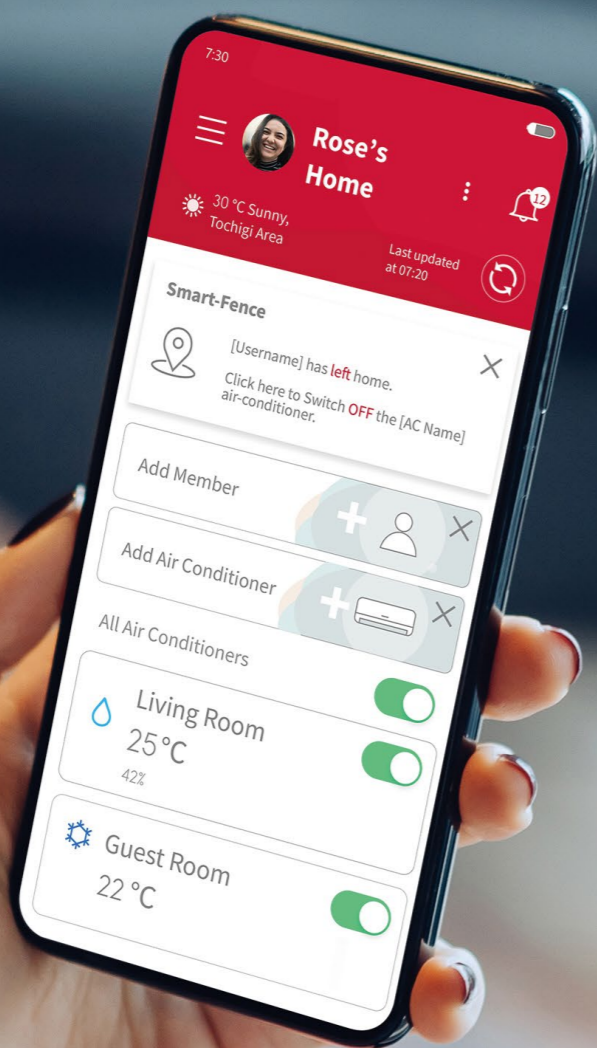 7:30
Rose's
Home
12
30 °C Sunny,
Tochigi Area
Last updated
at 07:20
Smart-Fence
[Username] has left home.
Click here to Switch OFF the [AC Name]
air-conditioner.
Add Member
Add Air Conditioner
All Air Conditioners
Living Room
25°C
42%
Guest Room
22 °C